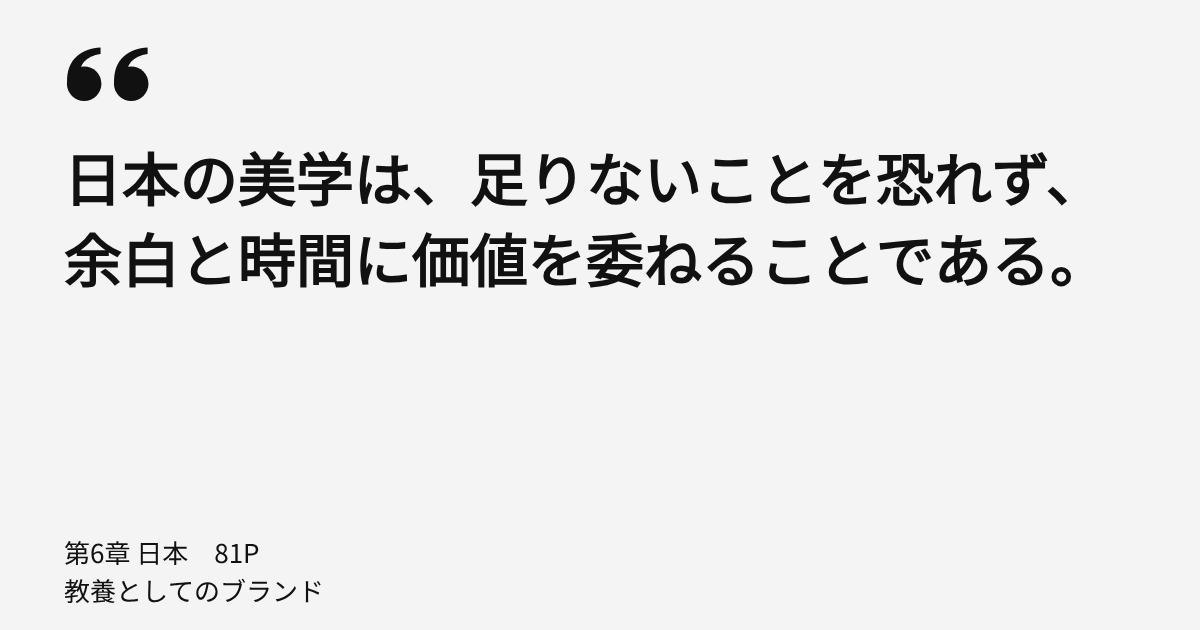 “
日本の美学は、足りないことを恐れず、
余白と時間に価値を委ねることである。
第6章 日本　81P
教養としてのブランド